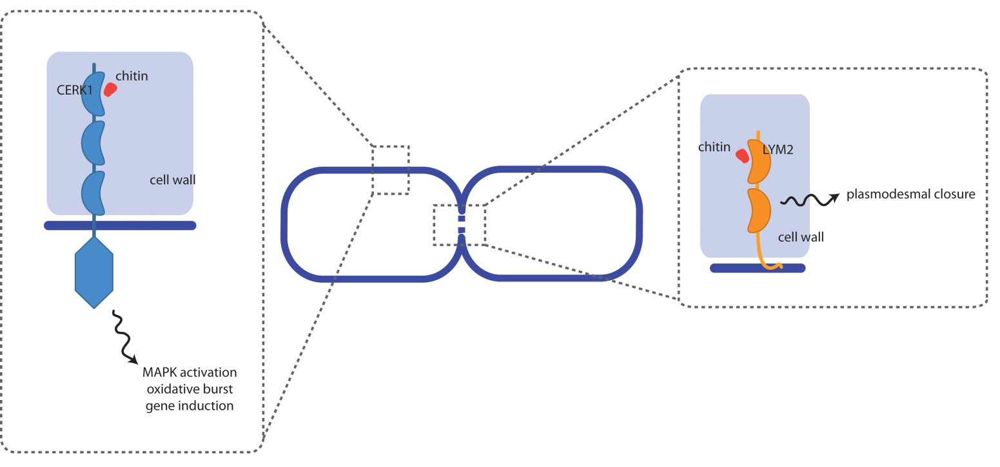 chitin
CERK1
cell wall
MAPK activation
oxidative burst
gene induction
chitin
LYM2
plasmodesmal closure
cell wall